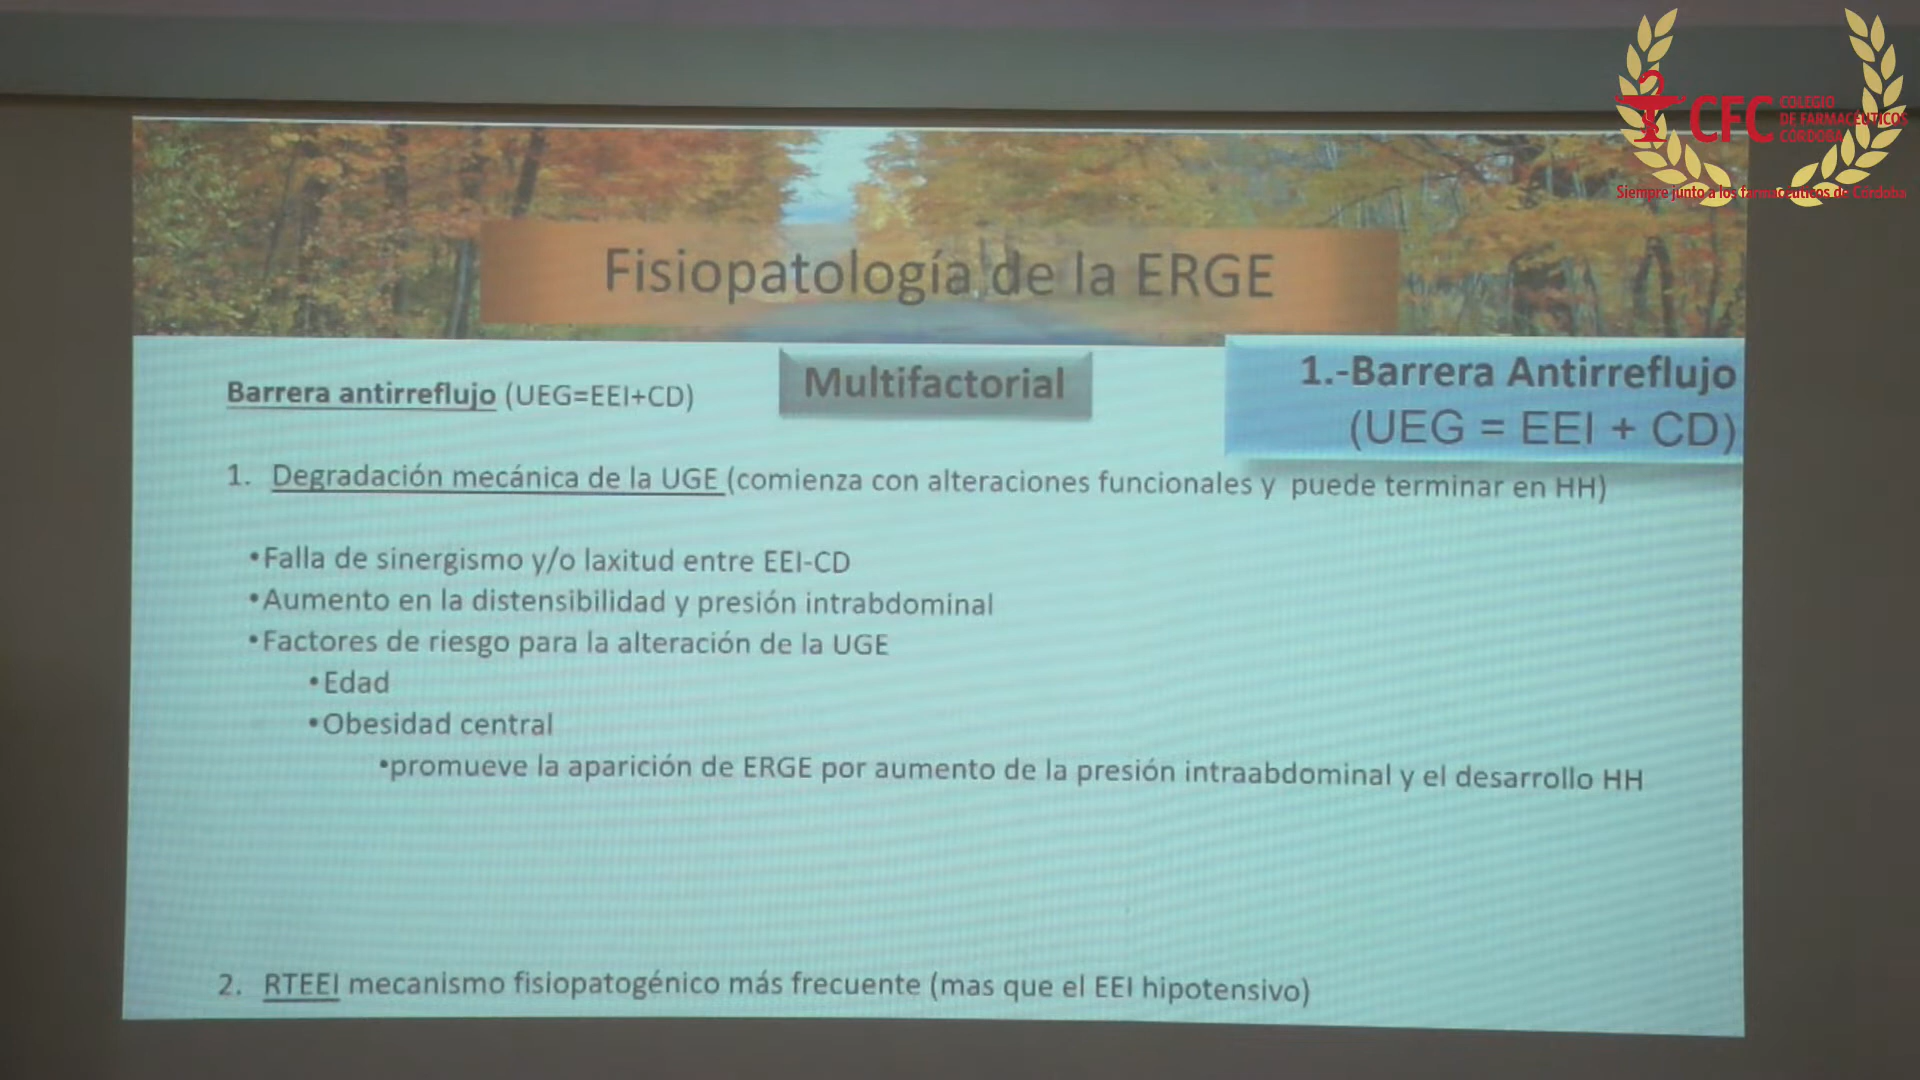 CFC COLEGIO
DE FARMACÉUTICOS
CÓRDOBA
Siempre junto a los farmacéuticos de Córdoba
Fisiopatología de la ERGE
Multifactorial
1.-Barrera Antirreflujo
(UEG = EEI + CD)
Barrera antirreflujo (UEG=EEI+CD)
1. Degradación mecánica de la UGE (comienza con alteraciones funcionales y puede terminar en HH)
•Falla de sinergismo y/o laxitud entre EEI-CD
•Aumento en la distensibilidad y presión intrabdominal
•Factores de riesgo para la alteración de la UGE
•Edad
•Obesidad central
•promueve la aparición de ERGE por aumento de la presión intraabdominal y el desarrollo HH
2. RTEEI mecanismo fisiopatogénico más frecuente (mas que el EEI hipotensivo)